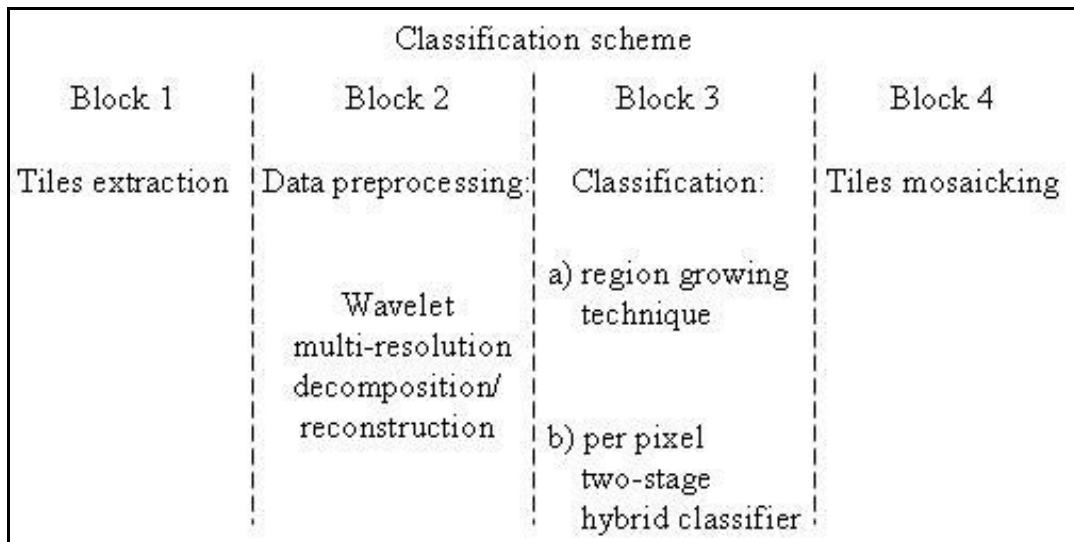 Classification scheme
Block 1
Tiles extraction
Block 2
Data preprocessing:
Wavelet
multi-resolution
decomposition/
reconstruction
Block 3
Classification:
a) region growing
technique
b) per pixel
two-stage
hybrid classifier
Block 4
Tiles mosaicking